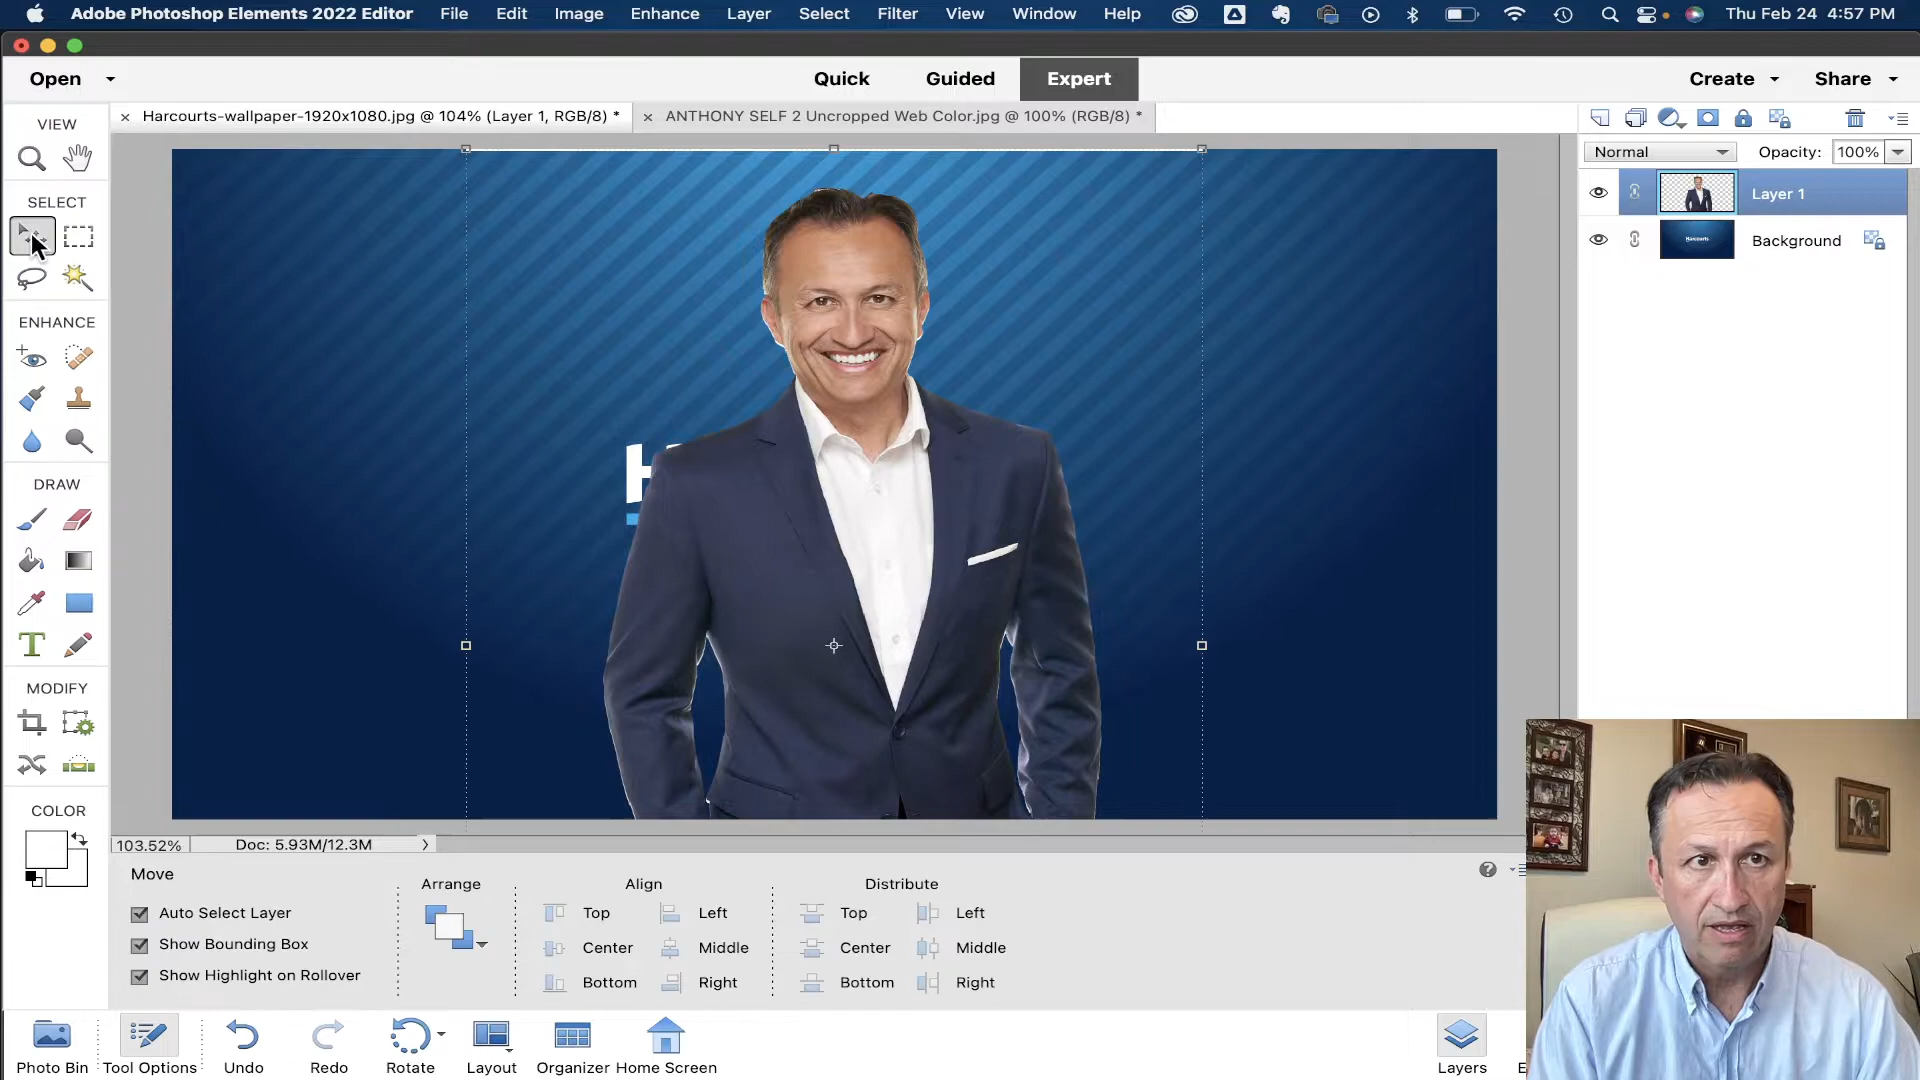 Adobe Photoshop Elements 2022 Editor File Edit Image Enhance Layer Select Filter View Window Help Thu Feb 24 4:57 PM
Open Quick Guided Expert Create Share
VIEW
Harcourts-wallpaper-1920x1080.jpg @ 104% (Layer 1, RGB/8) *
ANTHONY SELF 2 Uncropped Web Color.jpg @ 100% (RGB/8) *
Normal Opacity: 100%
SELECT
Layer 1
Harcourts Background
ENHANCE
H
DRAW
T
MODIFY
COLOR
103.52% Doc: 5.93M/12.3M
Move
Arrange Align Distribute
Auto Select Layer Top Left Top Left
Show Bounding Box Center Middle Center Middle
Show Highlight on Rollover Bottom Right Bottom Right
Photo Bin Tool Options Undo Redo Rotate Layout Organizer Home Screen Layers